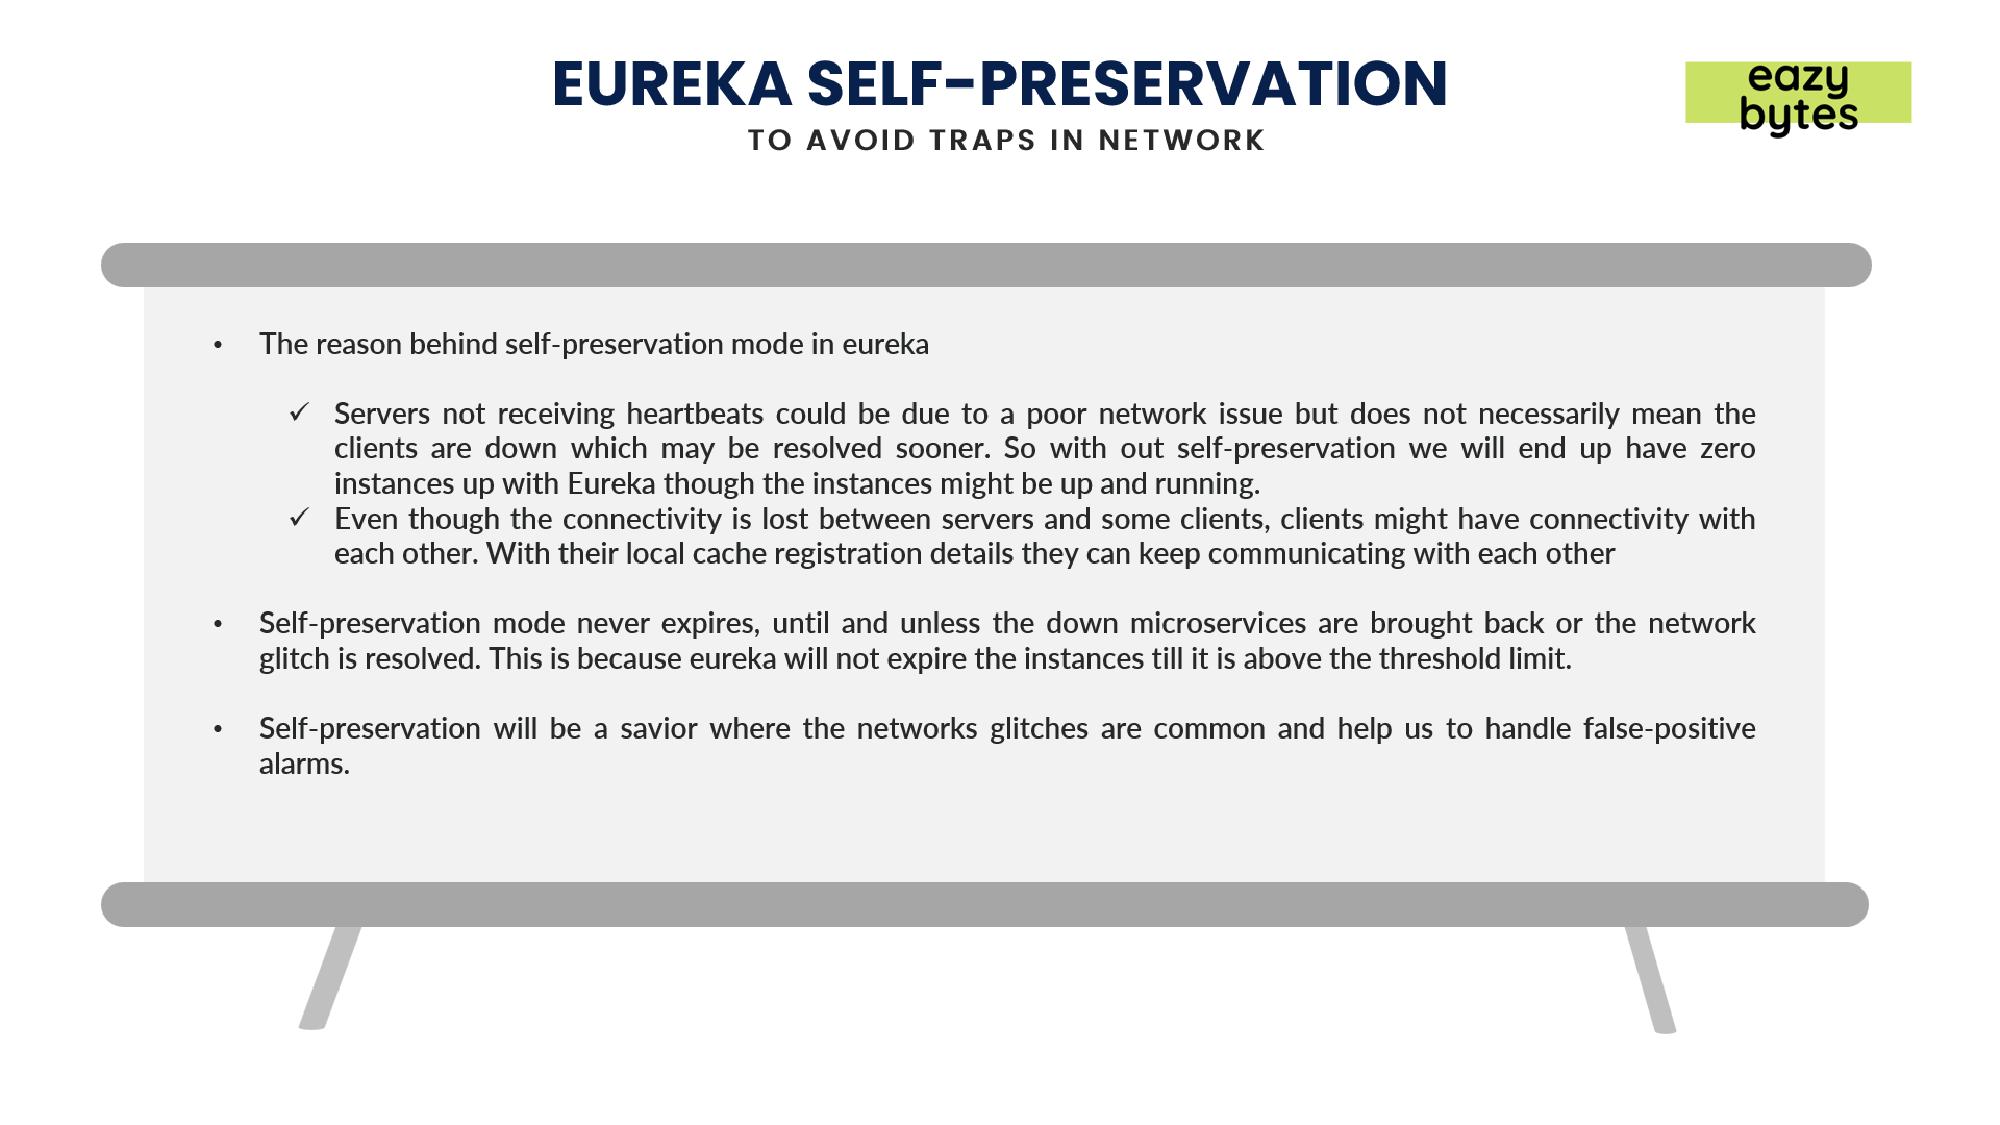 EUREKA SELF-PRESERVATION
TO AVOID TRAPS IN NETWORK
eazy
bytes
• The reason behind self-preservation mode in eureka
✓ Servers not receiving heartbeats could be due to a poor network issue but does not necessarily mean the
clients are down which may be resolved sooner. So with out self-preservation we will end up have zero
instances up with Eureka though the instances might be up and running.
✓ Even though the connectivity is lost between servers and some clients, clients might have connectivity with
each other. With their local cache registration details they can keep communicating with each other
• Self-preservation mode never expires, until and unless the down microservices are brought back or the network
glitch is resolved. This is because eureka will not expire the instances till it is above the threshold limit.
• Self-preservation will be a savior where the networks glitches are common and help us to handle false-positive
alarms.